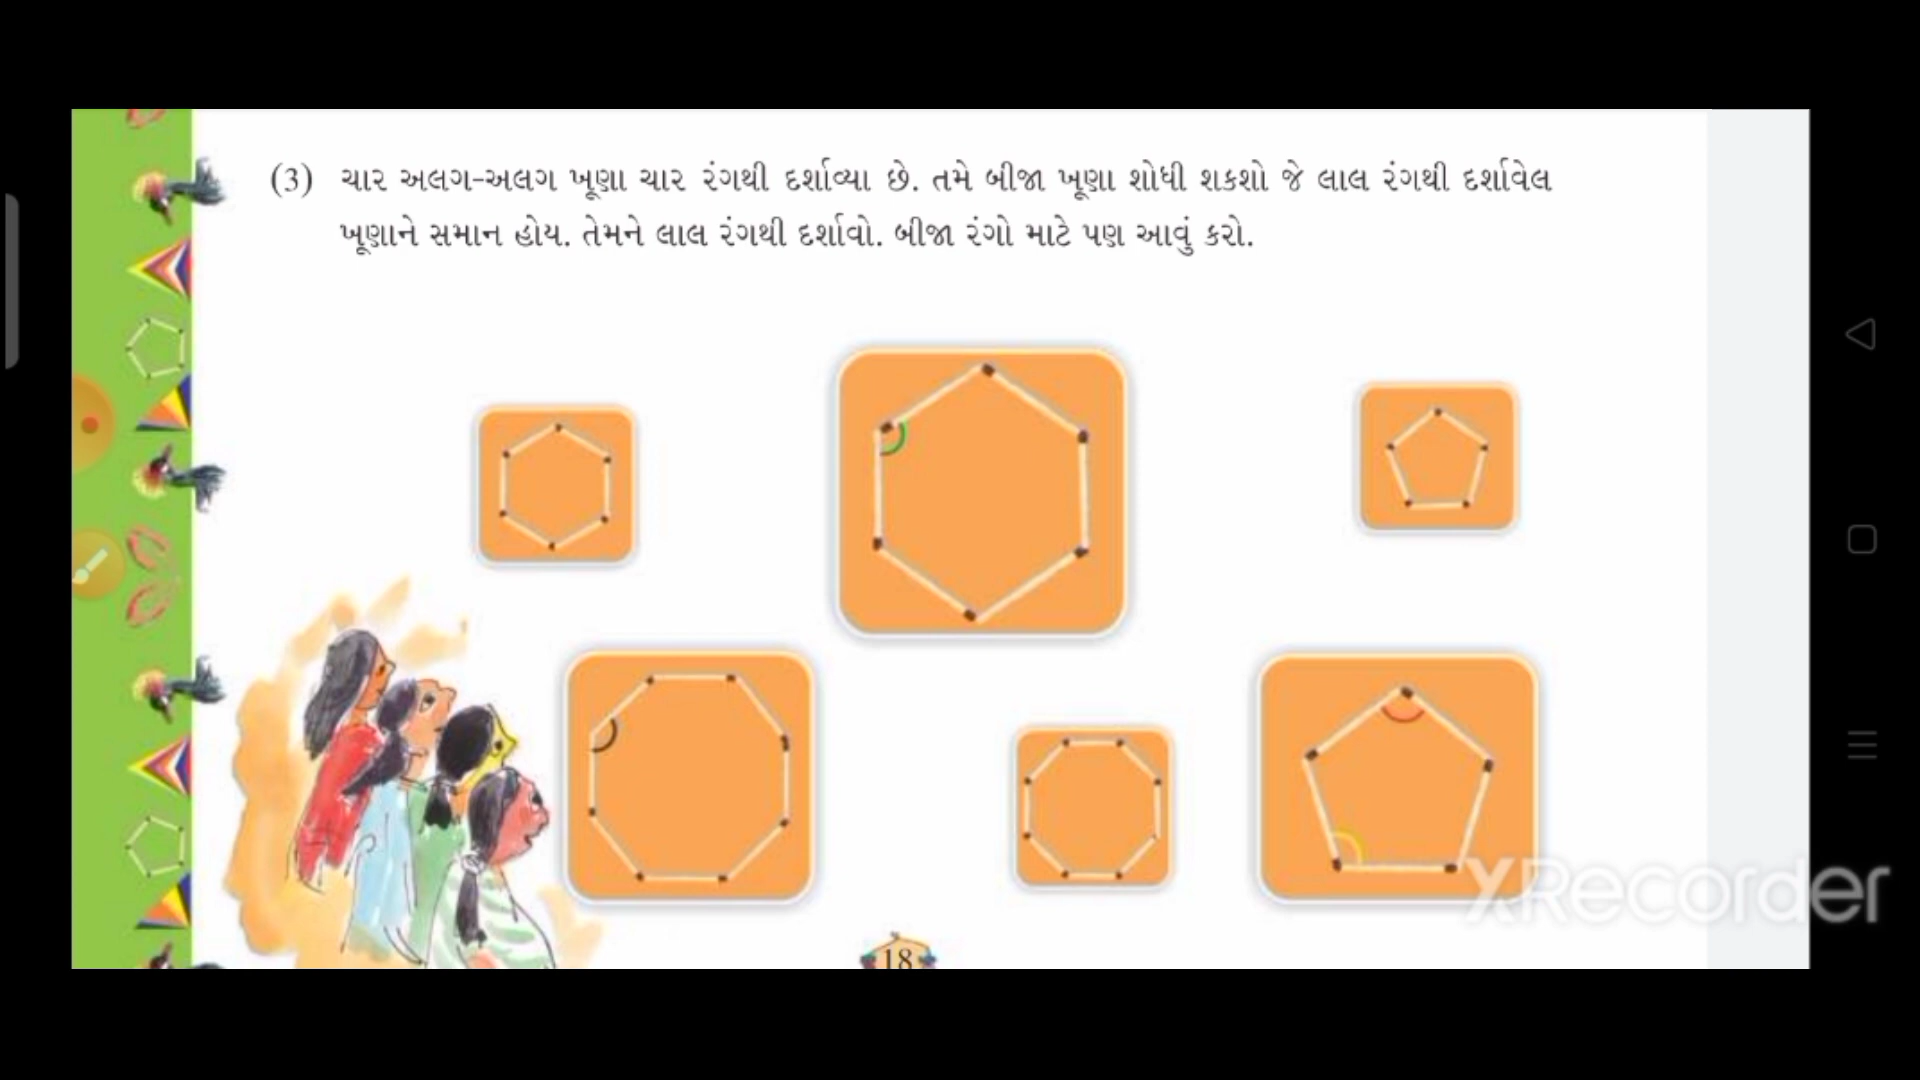 (3) ચાર અલગ-અલગ ખૂણા ચાર રંગથી દર્શાવ્યા છે. તમે બીજા ખૂણા શોધી શકશો જે લાલ રંગથી દર્શાવેલ
ખૂણાને સમાન હોય. તેમને લાલ રંગથી દર્શાવો. બીજા રંગો માટે પણ આવું કરો.
XRecorder
18